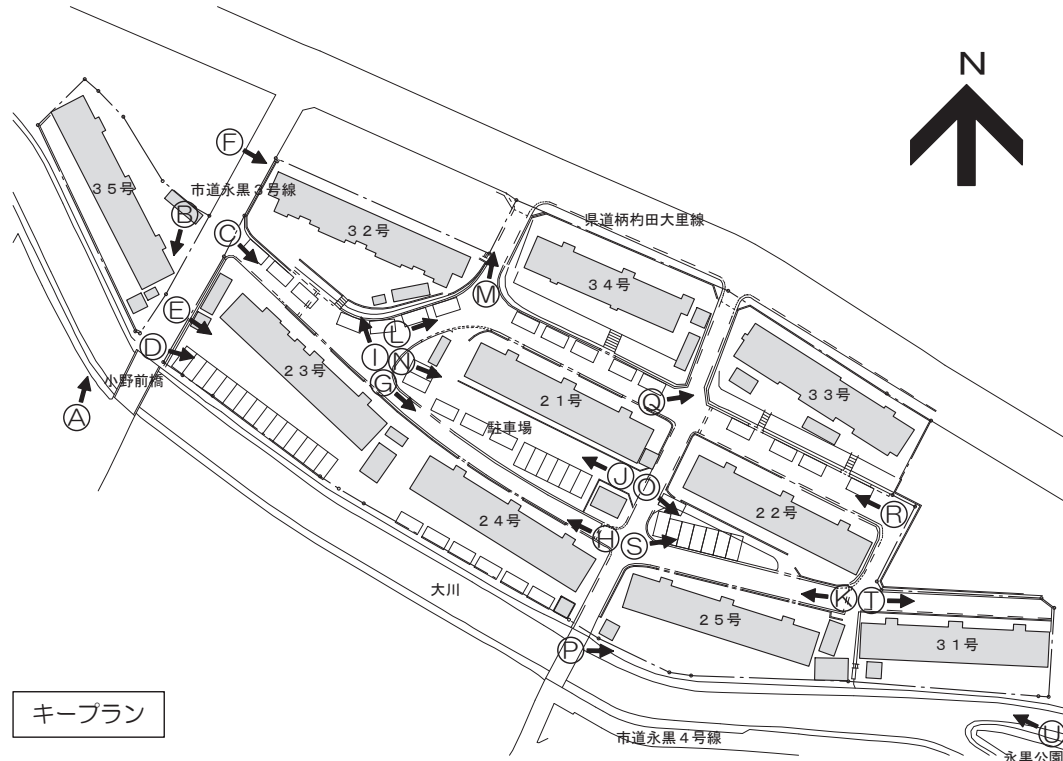 N
F
35号
市道永黒3号線
B
32号
県道柄杓田大里線
C
34号
M
E
L
D
23号
I
N
小野前橋
G
21号
Q
33号
A
駐車場
J
O
22号
R
24号
H
S
大川
K
T
25号
31号
P
キープラン
U
市道永黒4号線
永黒公園